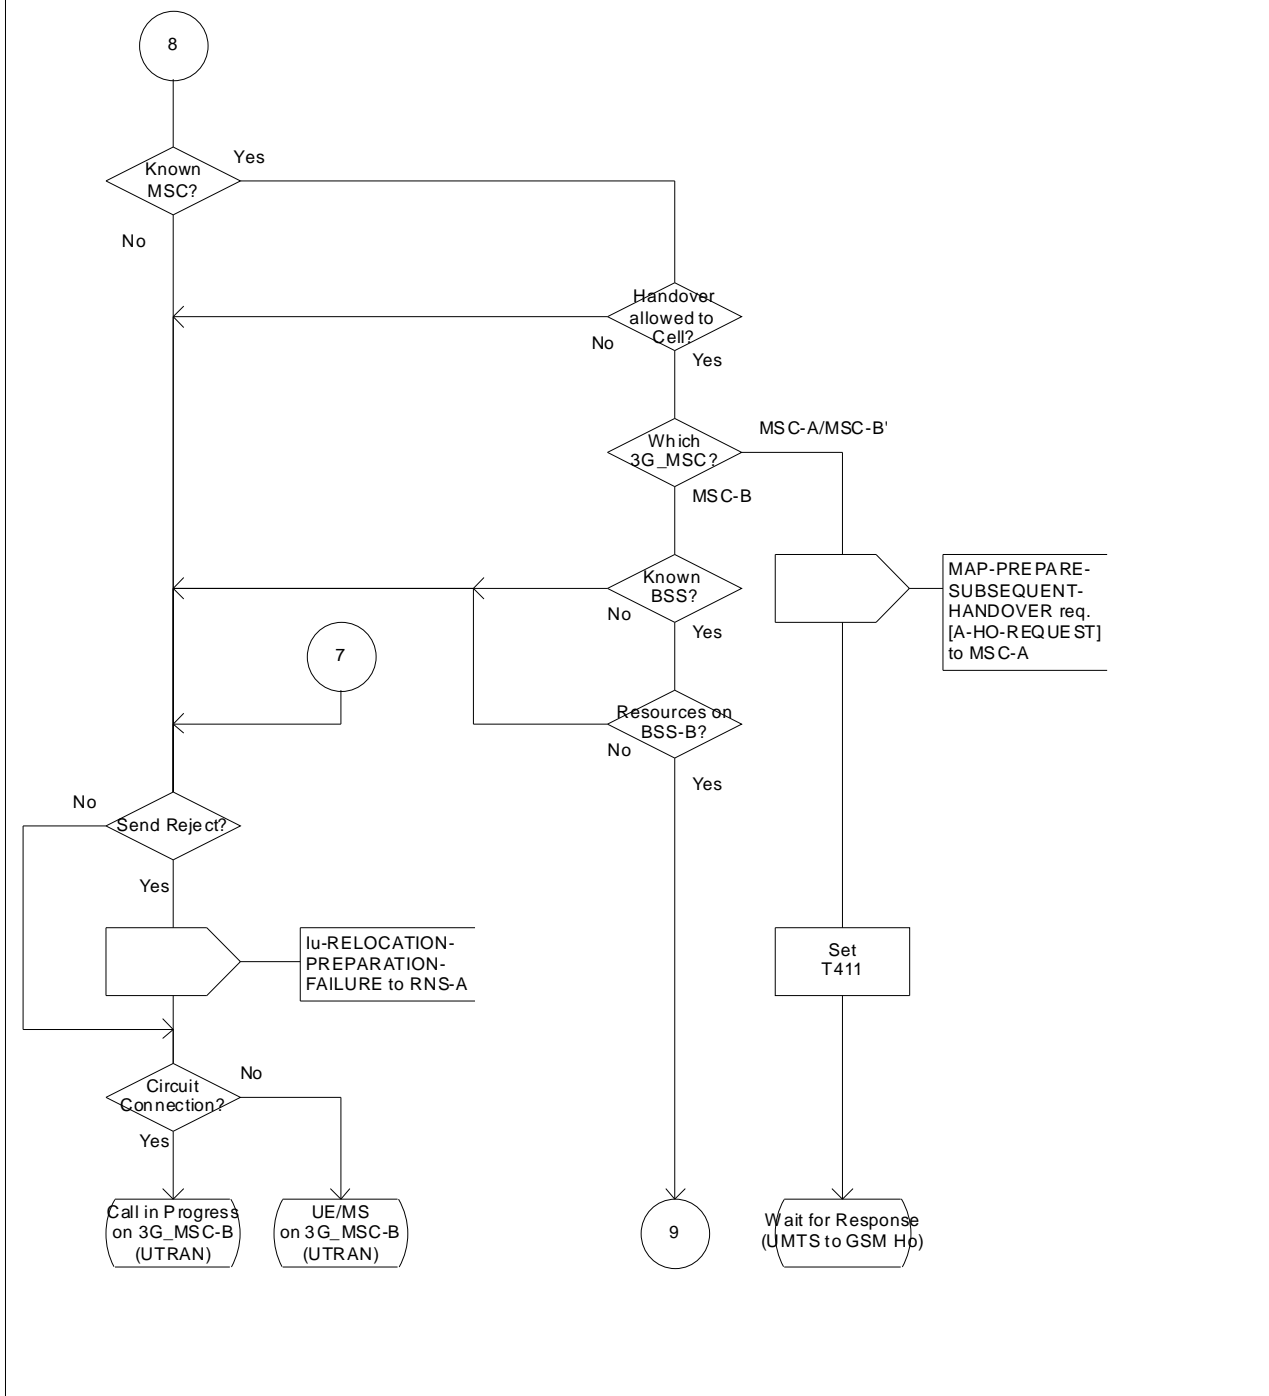 8
Known
MSC?
Yes
No
Handover
allowed to
Cell?
No
Yes
Which
3G_MSC?
MSC-A/MSC-B'
MSC-B
Known
BSS?
No
Yes
MAP-PREPARE-
SUBSEQUENT-
HANDOVER req.
[A-HO-REQUEST]
to MSC-A
7
Resources on
BSS-B?
No
Yes
No
Send Reject?
Yes
Iu-RELOCATION-
PREPARATION-
FAILURE to RNS-A
Set
T411
Circuit
Connection?
No
Yes
Call in Progress
on 3G_MSC-B
(UTRAN)
UE/MS
on 3G_MSC-B
(UTRAN)
9
Wait for Response
(UMTS to GSM Ho)